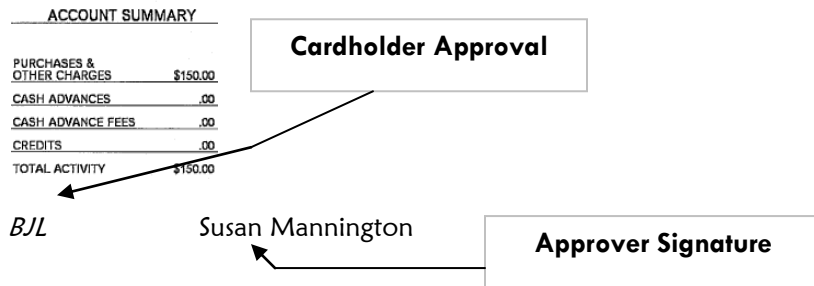 ACCOUNT SUMMARY
Cardholder Approval
PURCHASES &
OTHER CHARGES $150.00
CASH ADVANCES .00
CASH ADVANCE FEES .00
CREDITS .00
TOTAL ACTIVITY $150.00
BJL Susan Mannington
Approver Signature